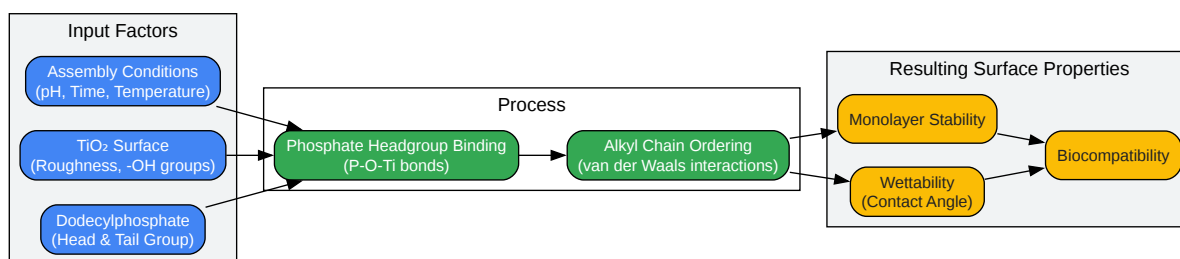 Input Factors
Assembly Conditions
(pH, Time, Temperature)
TiO₂ Surface
(Roughness, -OH groups)
Dodecylphosphate
(Head & Tail Group)
Process
Phosphate Headgroup Binding
(P-O-Ti bonds)
Alkyl Chain Ordering
(van der Waals interactions)
Resulting Surface Properties
Monolayer Stability
Wettability
(Contact Angle)
Biocompatibility